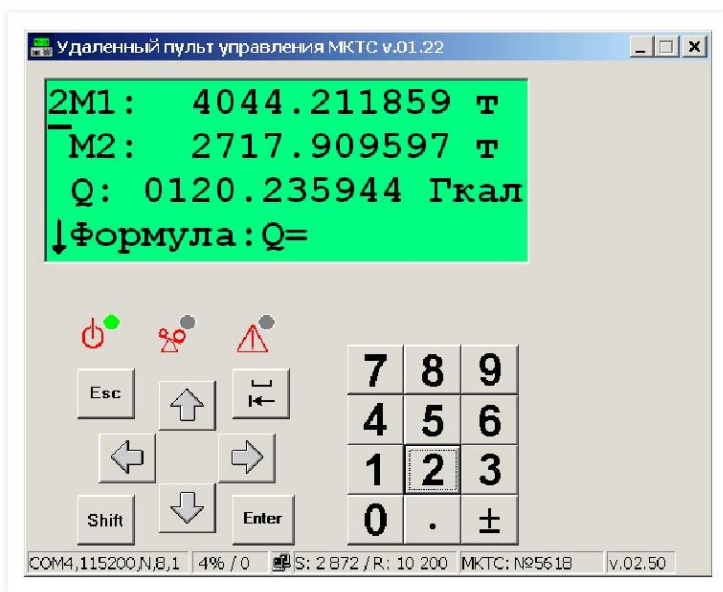 Удаленный пульт управления МКТС v.01.22
2М1: 4044.211859 т
М2: 2717.909597 т
Q: 0120.235944 Гкал
↓Формула:Q=
Esc
7 8 9
4 5 6
1 2 3
Shift Enter 0 . ±
COM4,115200,N,8,1 4% / 0 S: 2 872 / R: 10 200 МКТС: №5618 v.02.50